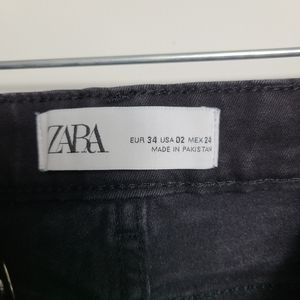 ZARA
EUR 34 USA 02 MEX 24
MADE IN PAKISTAN